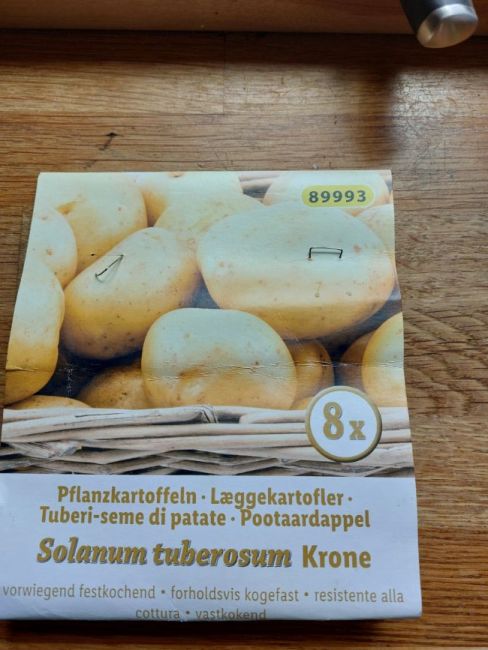 89993
8x
Pflanzkartoffeln · Læggekartofler ·
Tuberi-seme di patate · Pootaardappel
Solanum tuberosum Krone
vorwiegend festkochend · forholdsvis kogefast · resistente alla
cottura · vastkokend